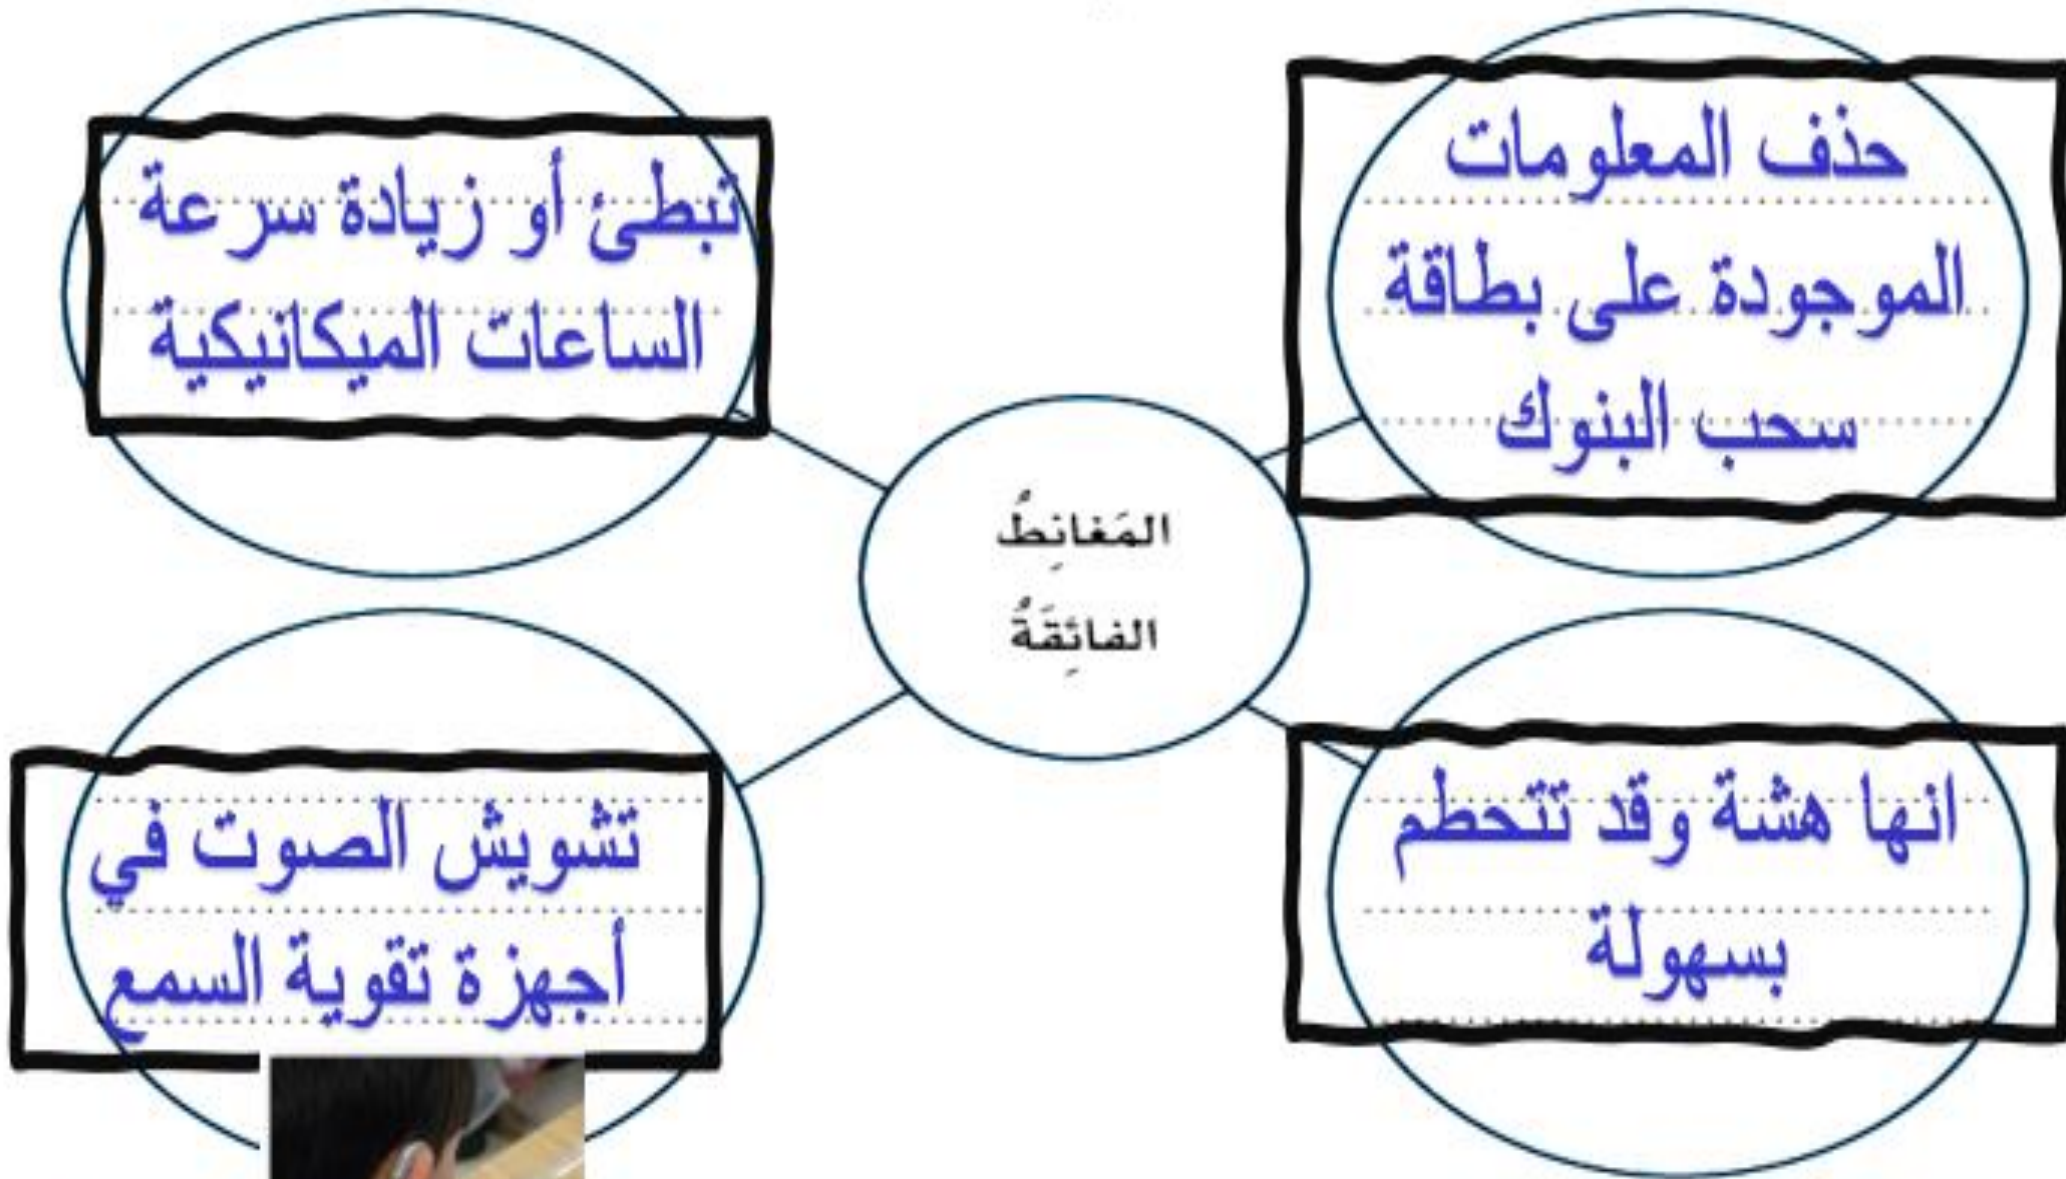 حذف المعلومات
الموجودة على بطاقة
سحب البنوك
تبطئ أو زيادة سرعة
الساعات الميكانيكية
المَغانِطُ
الفائِقَةُ
انها هشة وقد تتحطم
بسهولة
تشويش الصوت في
أجهزة تقوية السمع